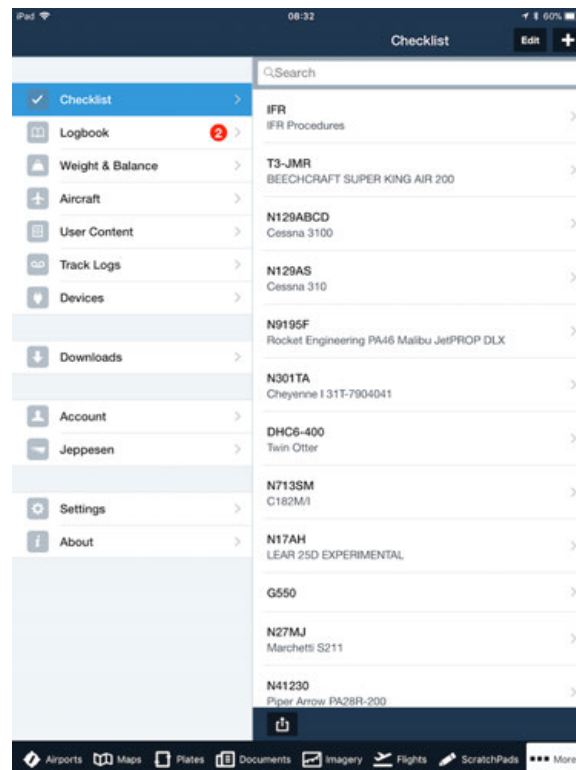 iPad 08:32 60%
Checklist Edit +
Search
Checklist
Logbook 2
Weight & Balance
Aircraft
User Content
Track Logs
Devices
Downloads
Account
Jeppesen
Settings
About
IFR
IFR Procedures
T3-JMR
BEECHCRAFT SUPER KING AIR 200
N129ABCD
Cessna 3100
N129AS
Cessna 310
N9195F
Rocket Engineering PA46 Malibu JetPROP DLX
N301TA
Cheyenne I 31T-7904041
DHC6-400
Twin Otter
N713SM
C182M/I
N17AH
LEAR 25D EXPERIMENTAL
G550
N27MJ
Marchetti S211
N41230
Piper Arrow PA28R-200
Airports Maps Plates Documents Imagery Flights ScratchPads More